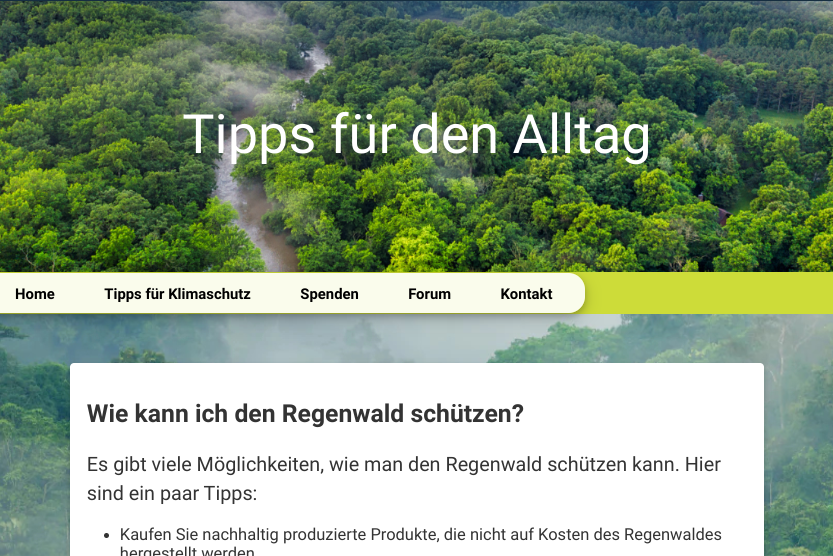 Tipps für den Alltag
Home Tipps für Klimaschutz Spenden Forum Kontakt
Wie kann ich den Regenwald schützen?
Es gibt viele Möglichkeiten, wie man den Regenwald schützen kann. Hier
sind ein paar Tipps:
• Kaufen Sie nachhaltig produzierte Produkte, die nicht auf Kosten des Regenwaldes
hergestellt werden